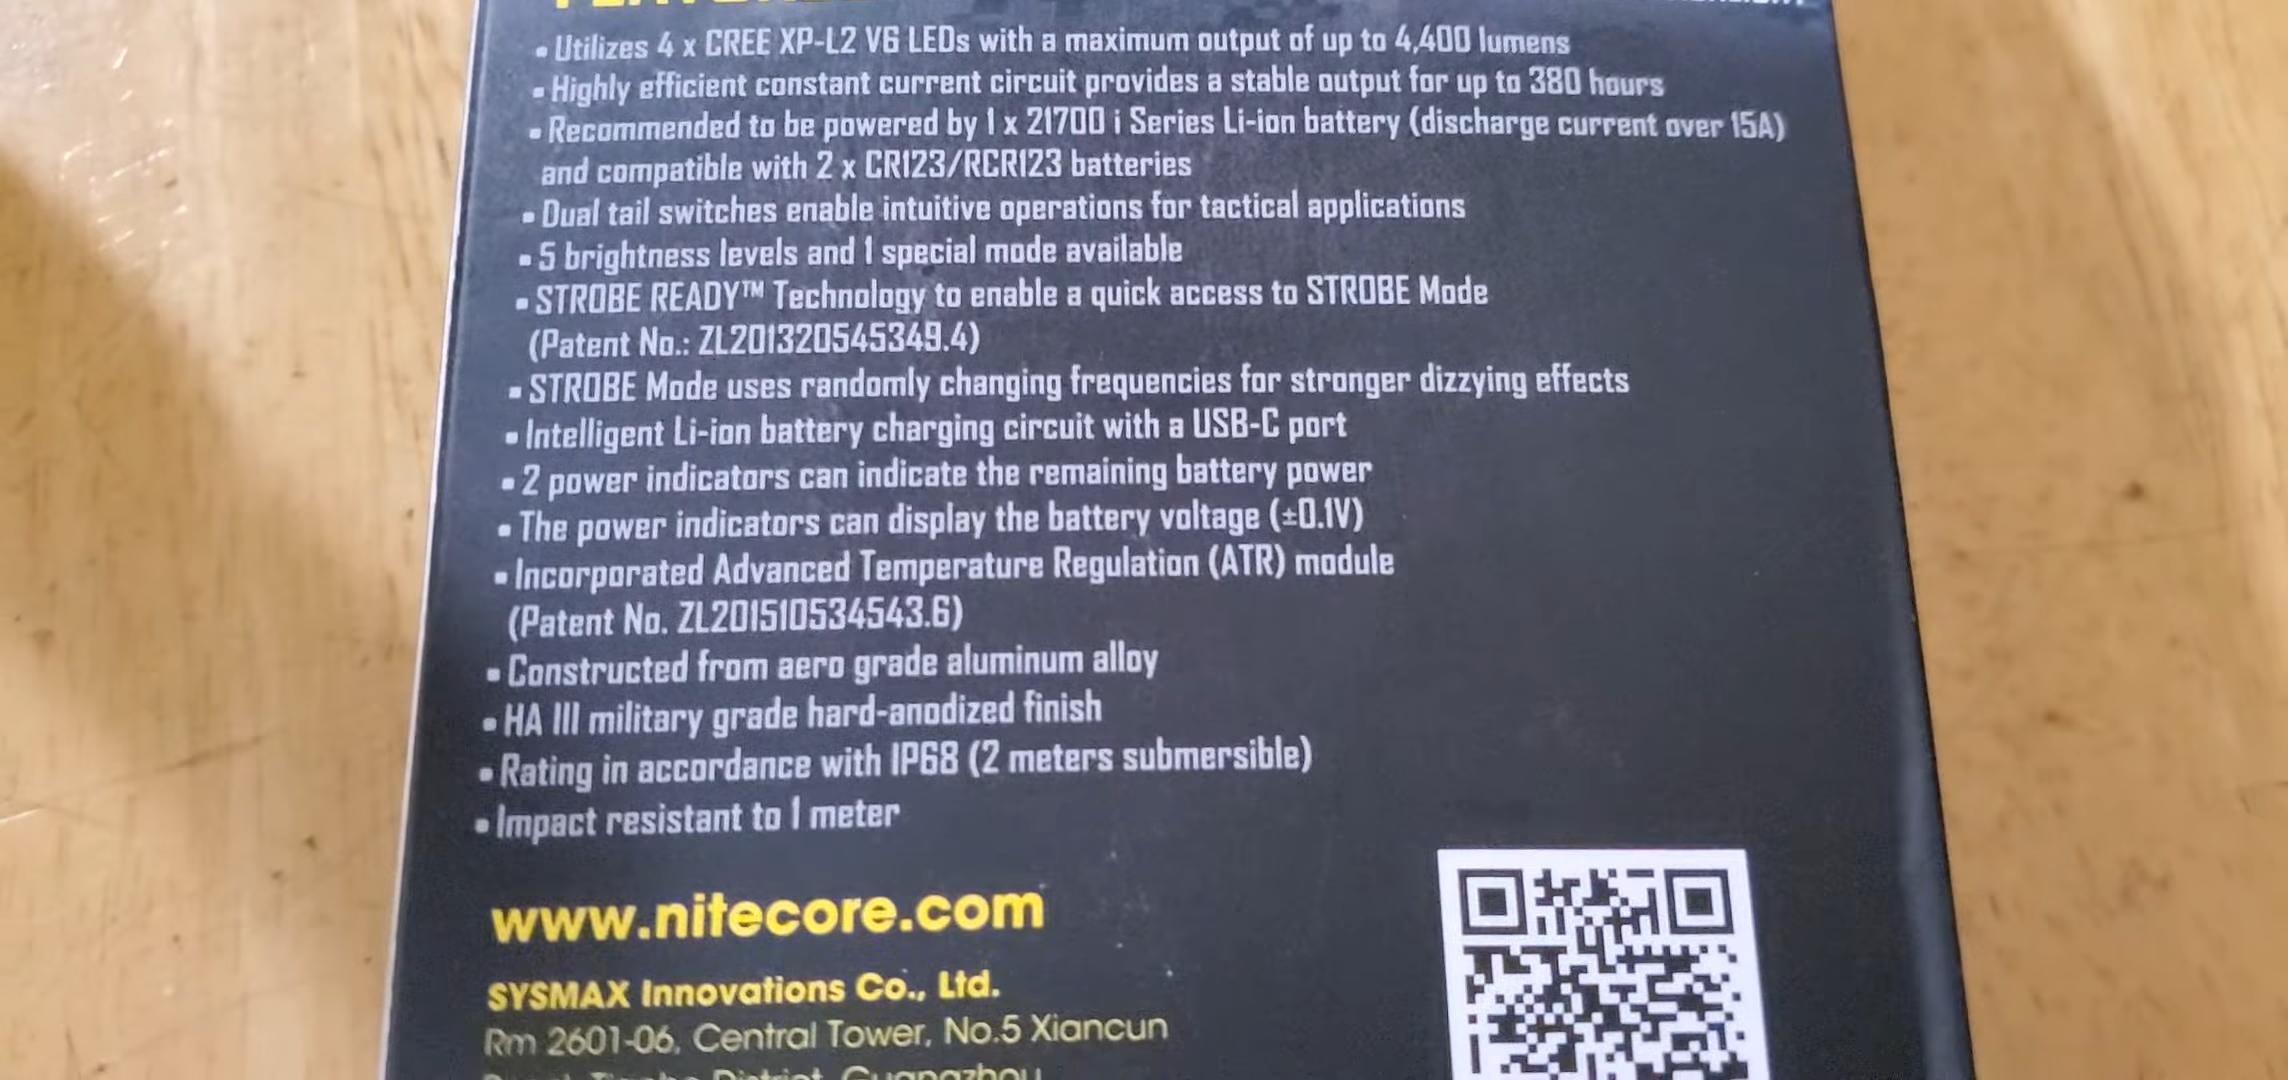 FEATURES
▪ Utilizes 4 x CREE XP-L2 V6 LEDs with a maximum output of up to 4,400 lumens
▪ Highly efficient constant current circuit provides a stable output for up to 380 hours
▪ Recommended to be powered by 1 x 21700 i Series Li-ion battery (discharge current over 15A)
and compatible with 2 x CR123/RCR123 batteries
▪ Dual tail switches enable intuitive operations for tactical applications
▪ 5 brightness levels and 1 special mode available
▪ STROBE READY™ Technology to enable a quick access to STROBE Mode
(Patent No.: ZL201320545349.4)
▪ STROBE Mode uses randomly changing frequencies for stronger dizzying effects
▪ Intelligent Li-ion battery charging circuit with a USB-C port
▪ 2 power indicators can indicate the remaining battery power
▪ The power indicators can display the battery voltage (±0.1V)
▪ Incorporated Advanced Temperature Regulation (ATR) module
(Patent No. ZL201510534543.6)
▪ Constructed from aero grade aluminum alloy
▪ HA III military grade hard-anodized finish
▪ Rating in accordance with IP68 (2 meters submersible)
▪ Impact resistant to 1 meter
www.nitecore.com
SYSMAX Innovations Co., Ltd.
Rm 2601-06, Central Tower, No.5 Xiancun
District, Guangzhou